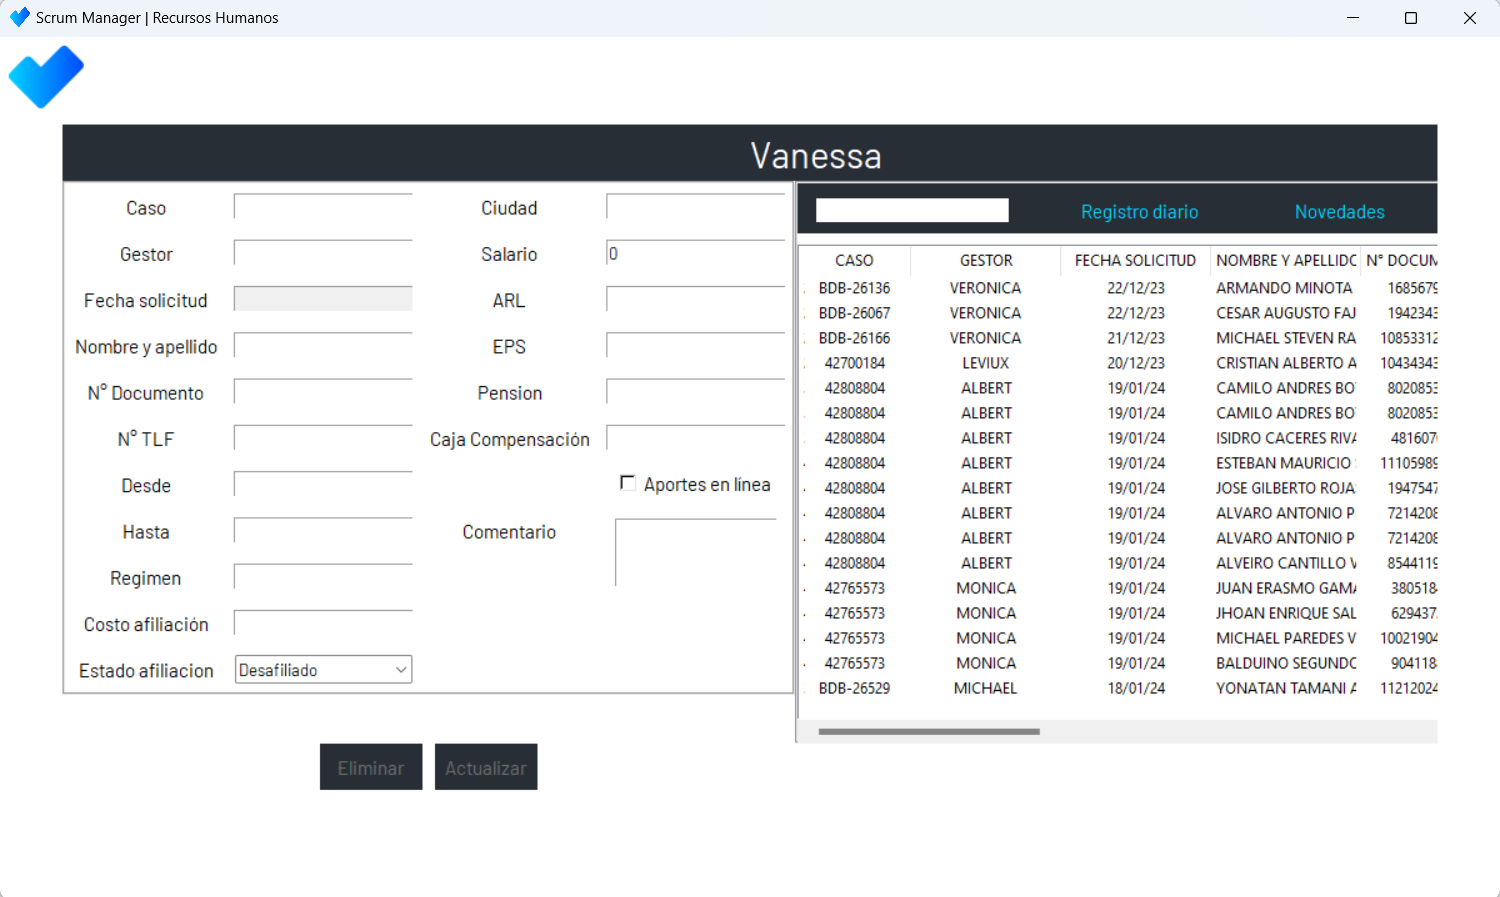 Scrum Manager | Recursos Humanos
Vanessa
Caso
Ciudad
Gestor
Salario 0
Fecha solicitud
ARL
Nombre y apellido
EPS
N° Documento
Pension
N° TLF
Caja Compensación
Desde
Aportes en línea
Hasta
Comentario
Regimen
Costo afiliación
Estado afiliacion Desafiliado
Eliminar Actualizar
Registro diario Novedades
CASO GESTOR FECHA SOLICITUD NOMBRE Y APELLIDO N° DOCUM
BDB-26136 VERONICA 22/12/23 ARMANDO MINOTA 1685679
BDB-26067 VERONICA 22/12/23 CESAR AUGUSTO FAJ 1942343
BDB-26166 VERONICA 21/12/23 MICHAEL STEVEN RA 10853312
42700184 LEVIUX 20/12/23 CRISTIAN ALBERTO A 10434343
42808804 ALBERT 19/01/24 CAMILO ANDRES BO 8020853
42808804 ALBERT 19/01/24 CAMILO ANDRES BO 8020853
42808804 ALBERT 19/01/24 ISIDRO CACERES RIVA 481607
42808804 ALBERT 19/01/24 ESTEBAN MAURICIO 11105989
42808804 ALBERT 19/01/24 JOSE GILBERTO ROJA 1947547
42808804 ALBERT 19/01/24 ALVARO ANTONIO P 7214208
42808804 ALBERT 19/01/24 ALVARO ANTONIO P 7214208
42808804 ALBERT 19/01/24 ALVEIRO CANTILLO V 8544119
42765573 MONICA 19/01/24 JUAN ERASMO GAMA 380518
42765573 MONICA 19/01/24 JHOAN ENRIQUE SAL 629437
42765573 MONICA 19/01/24 MICHAEL PAREDES V 10021904
42765573 MONICA 19/01/24 BALDUINO SEGUNDO 904118
BDB-26529 MICHAEL 18/01/24 YONATAN TAMANI A 11212024